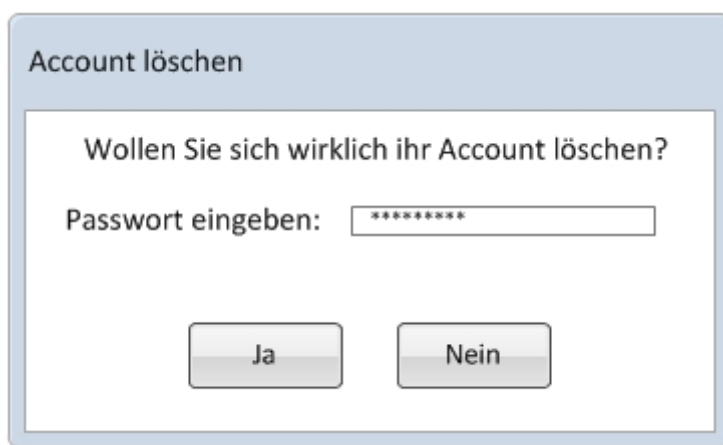 Account löschen
Wollen Sie sich wirklich ihr Account löschen?
Passwort eingeben: *********
Ja Nein